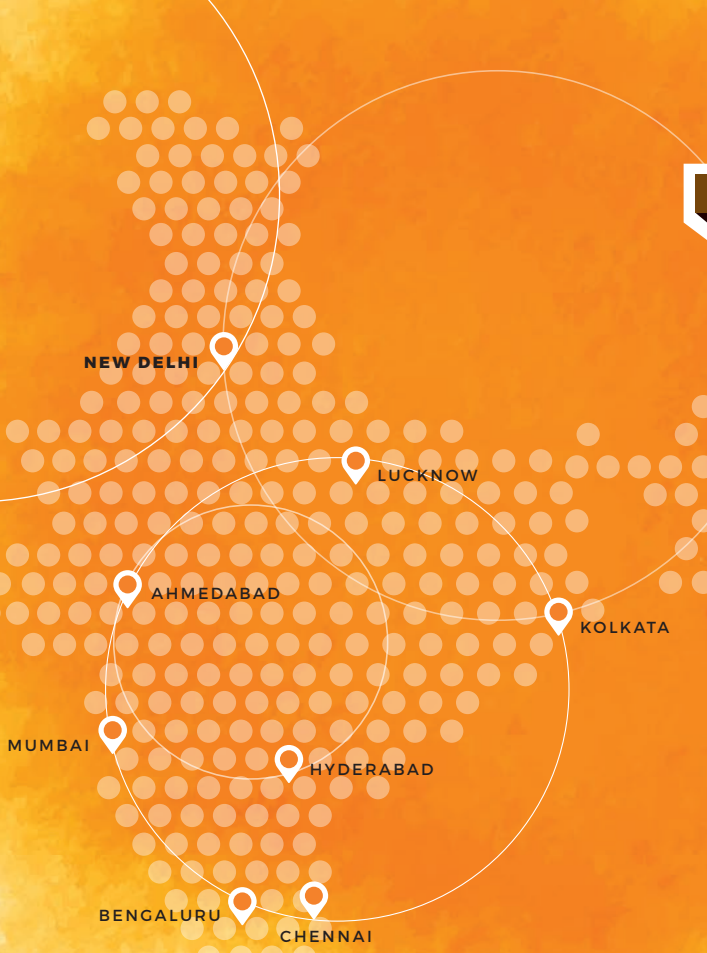 NEW DELHI
LUCKNOW
AHMEDABAD
KOLKATA
MUMBAI
HYDERABAD
BENGALURU
CHENNAI